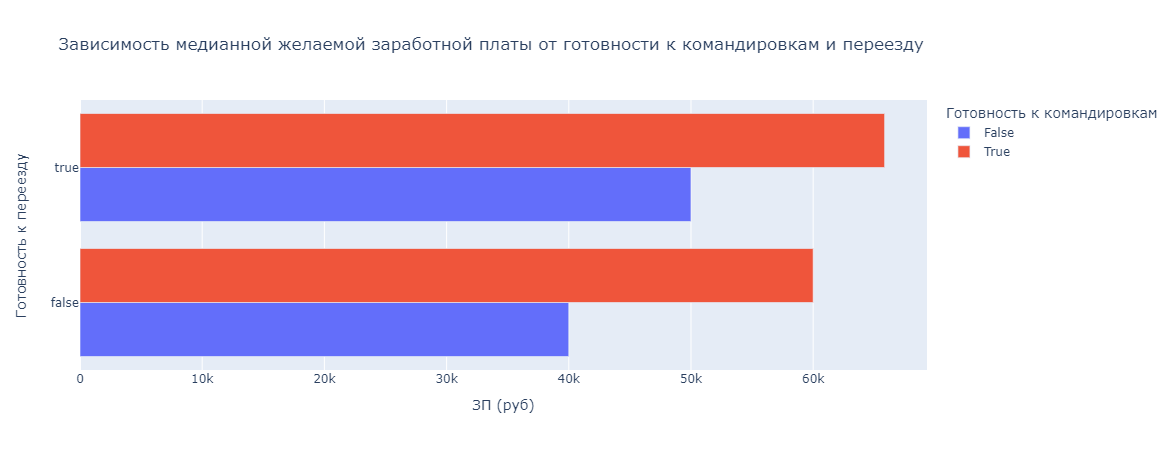 Зависимость медианной желаемой заработной платы от готовности к командировкам и переезду
Готовность к командировкам
False
True
Готовность к переезду
true
false
0 10k 20k 30k 40k 50k 60k
ЗП (руб)